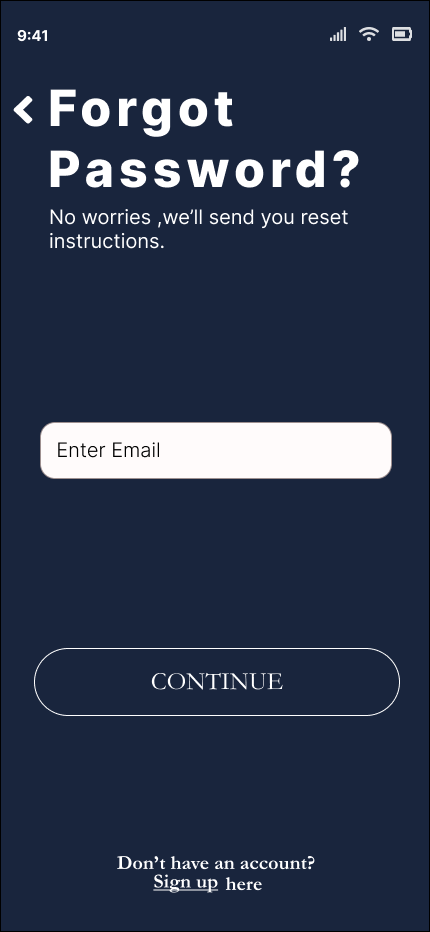 9:41
Forgot
Password?
No worries ,we’ll send you reset
instructions.
Enter Email
CONTINUE
Don’t have an account?
Sign up here